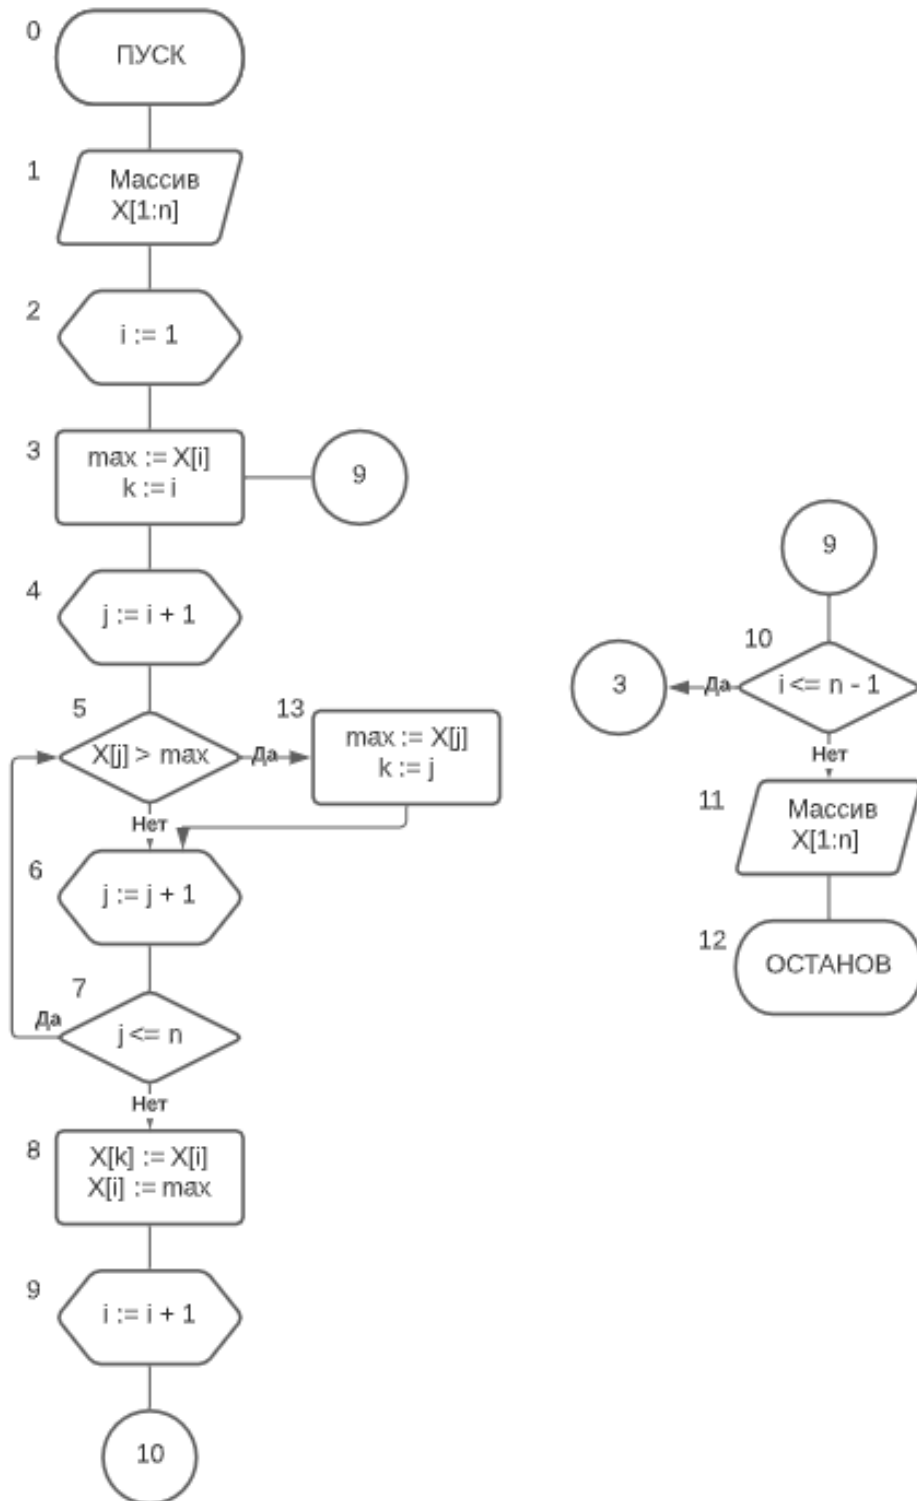 0
ПУСК
1
Массив
X[1:n]
2
i := 1
3
max := X[i]
k := i
9
4
j := i + 1
5
X[j] > max
Да
13
max := X[j]
k := j
Нет
6
j := j + 1
7
Да
j <= n
Нет
8
X[k] := X[i]
X[i] := max
9
i := i + 1
10
9
10
3
Да
i <= n - 1
Нет
11
Массив
X[1:n]
12
ОСТАНОВ